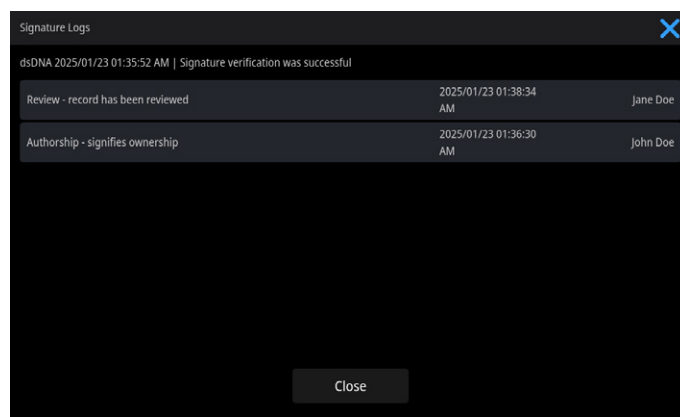 Signature Logs
dsDNA 2025/01/23 01:35:52 AM | Signature verification was successful
Review - record has been reviewed
2025/01/23 01:38:34
AM
Jane Doe
Authorship - signifies ownership
2025/01/23 01:36:30
AM
John Doe
Close